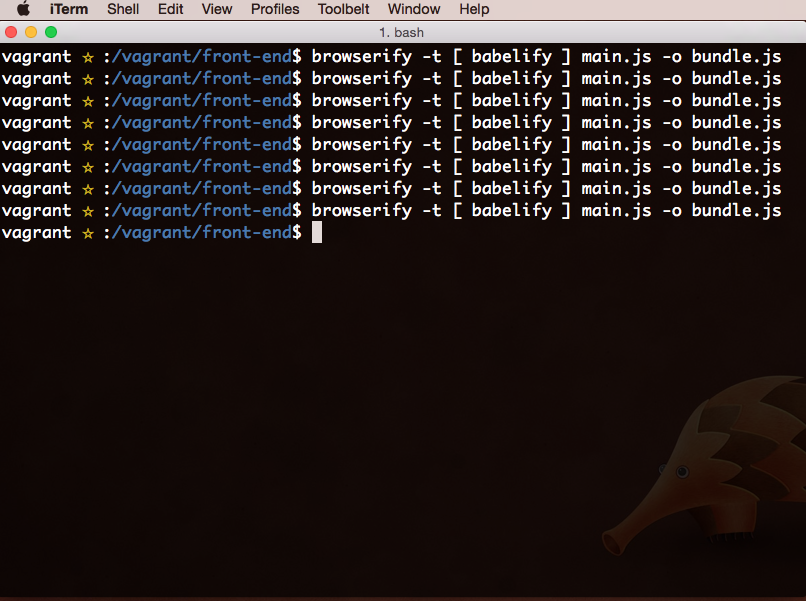 iTerm Shell Edit View Profiles Toolbelt Window Help
1. bash
vagrant ☆ :/vagrant/front-end$ browserify -t [ babelify ] main.js -o bundle.js
vagrant ☆ :/vagrant/front-end$ browserify -t [ babelify ] main.js -o bundle.js
vagrant ☆ :/vagrant/front-end$ browserify -t [ babelify ] main.js -o bundle.js
vagrant ☆ :/vagrant/front-end$ browserify -t [ babelify ] main.js -o bundle.js
vagrant ☆ :/vagrant/front-end$ browserify -t [ babelify ] main.js -o bundle.js
vagrant ☆ :/vagrant/front-end$ browserify -t [ babelify ] main.js -o bundle.js
vagrant ☆ :/vagrant/front-end$ browserify -t [ babelify ] main.js -o bundle.js
vagrant ☆ :/vagrant/front-end$ browserify -t [ babelify ] main.js -o bundle.js
vagrant ☆ :/vagrant/front-end$